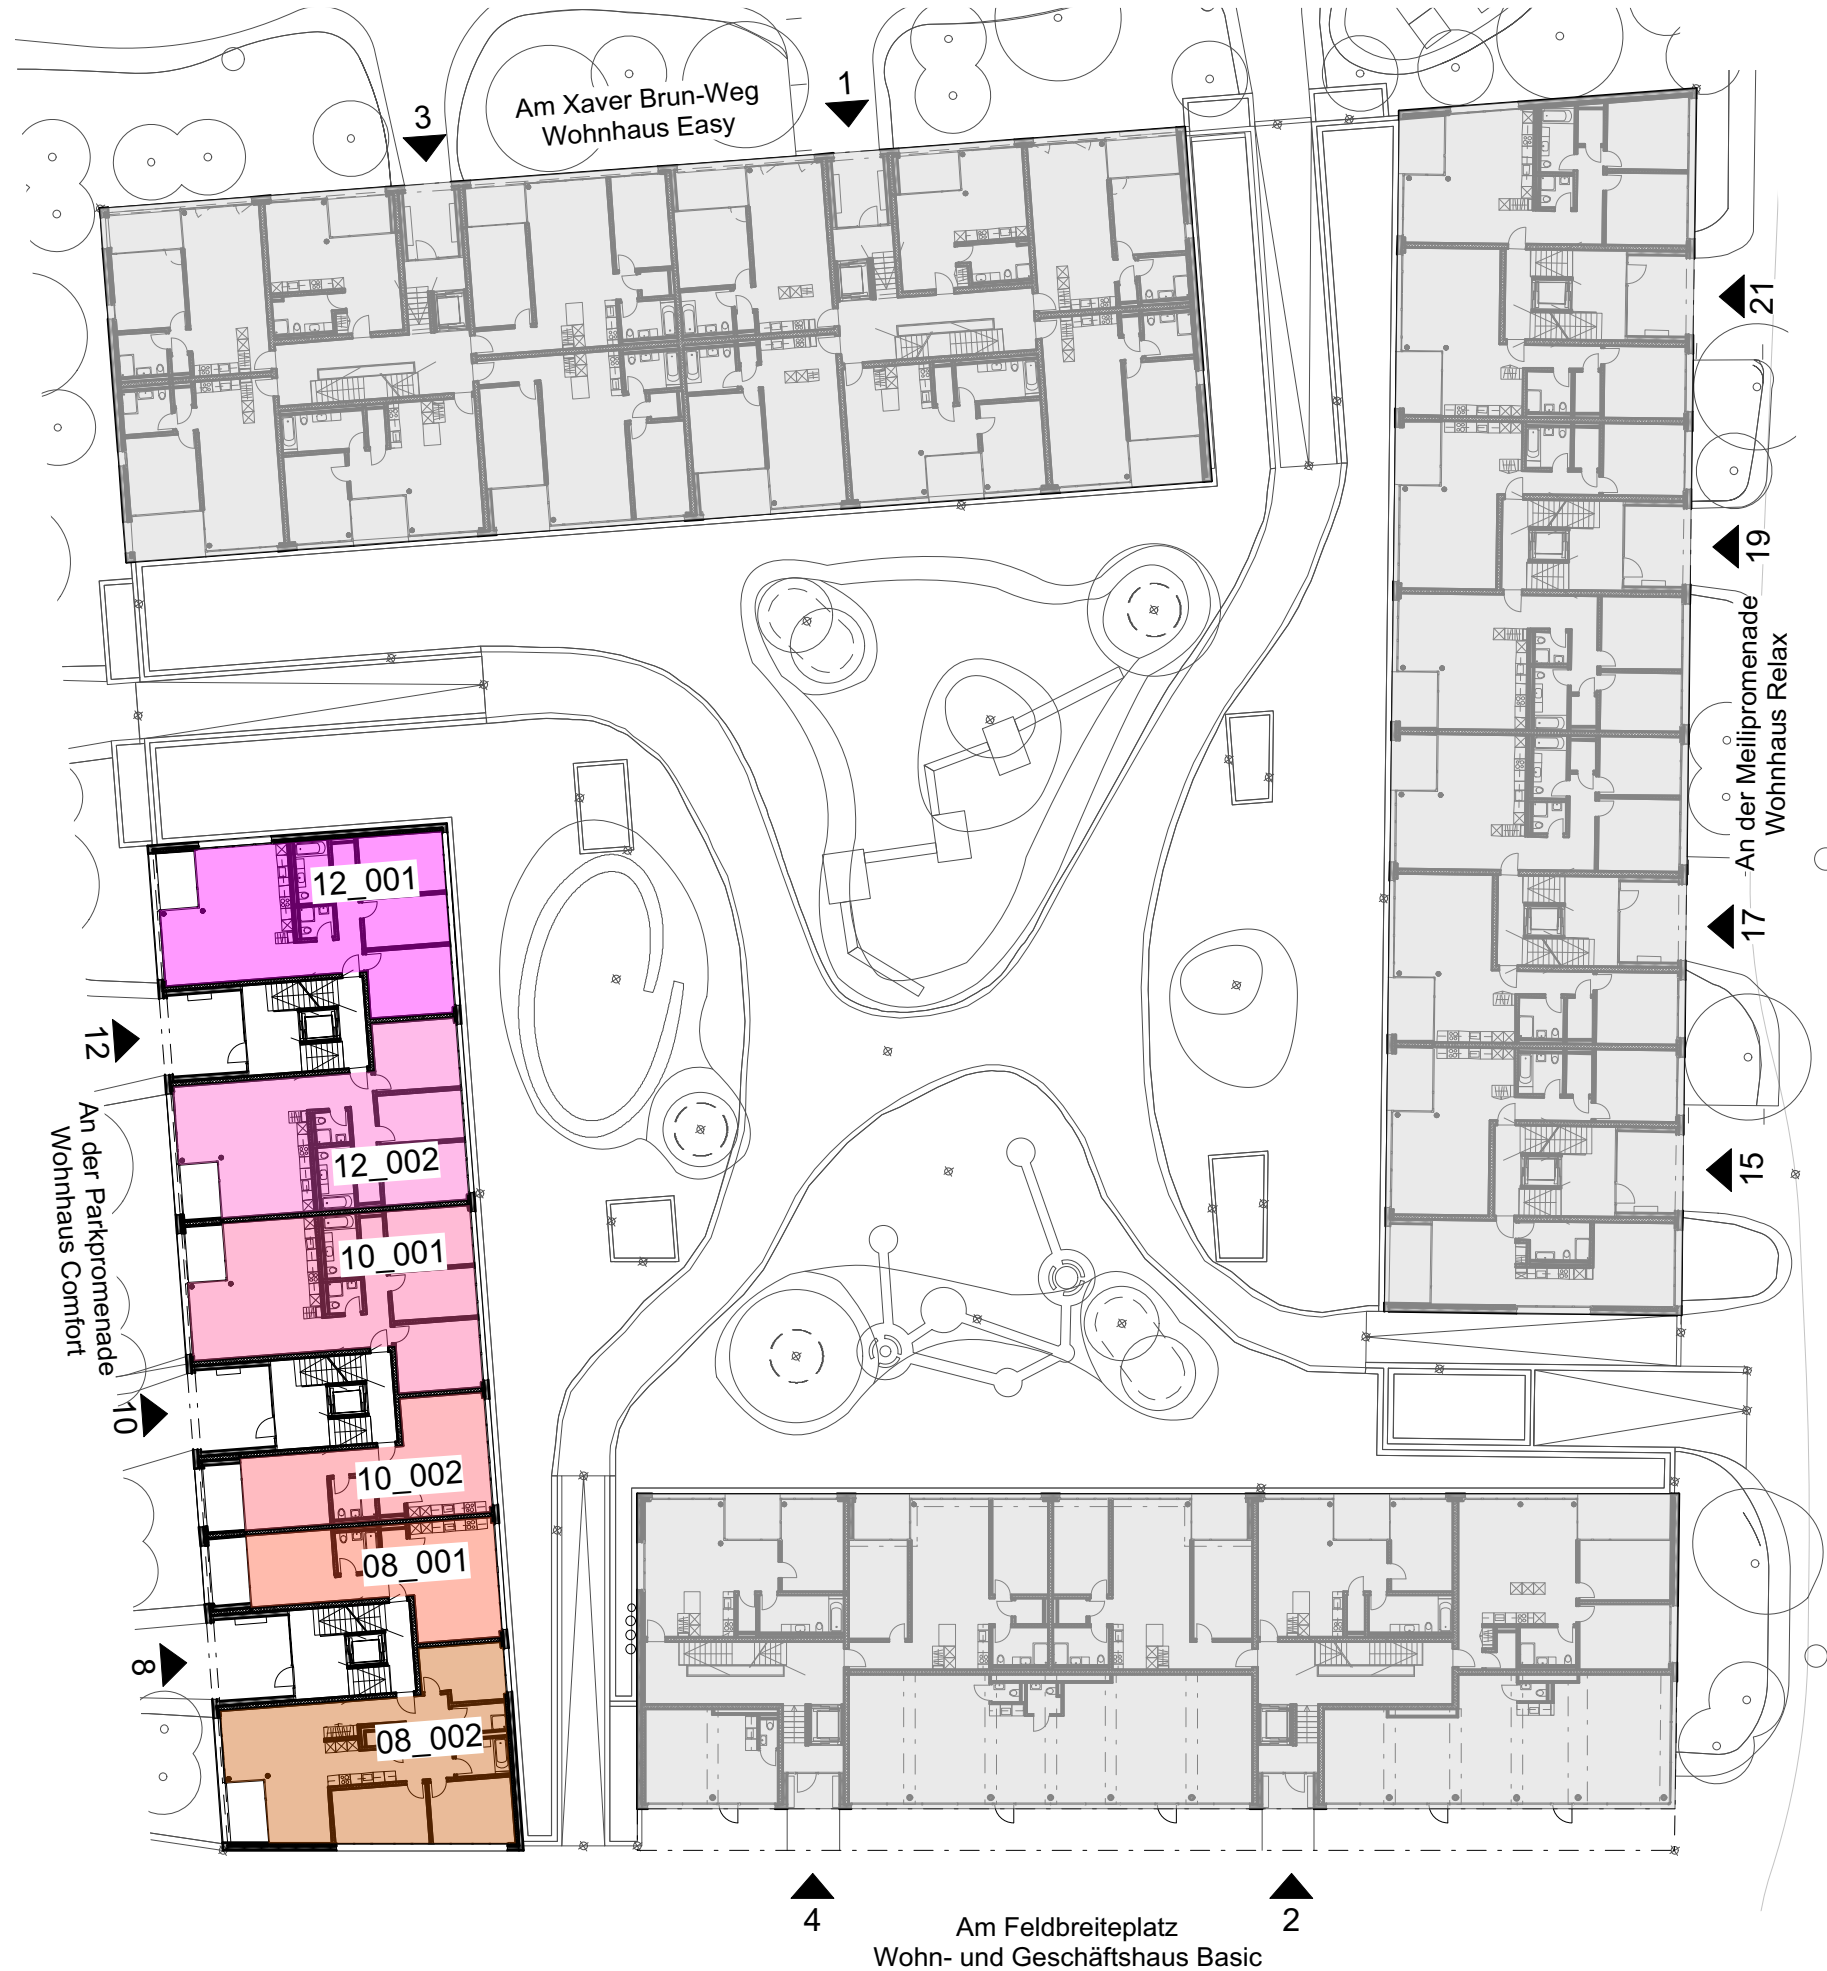 Am Xaver Brun-Weg
Wohnhaus Easy
3
1
21
19
An der Meilipromenade
Wohnhaus Relax
17
15
12_001
12
12_002
An der Parkpromenade
Wohnhaus Comfort
10_001
10
10_002
08_001
8
08_002
4
2
Am Feldbreiteplatz
Wohn- und Geschäftshaus Basic